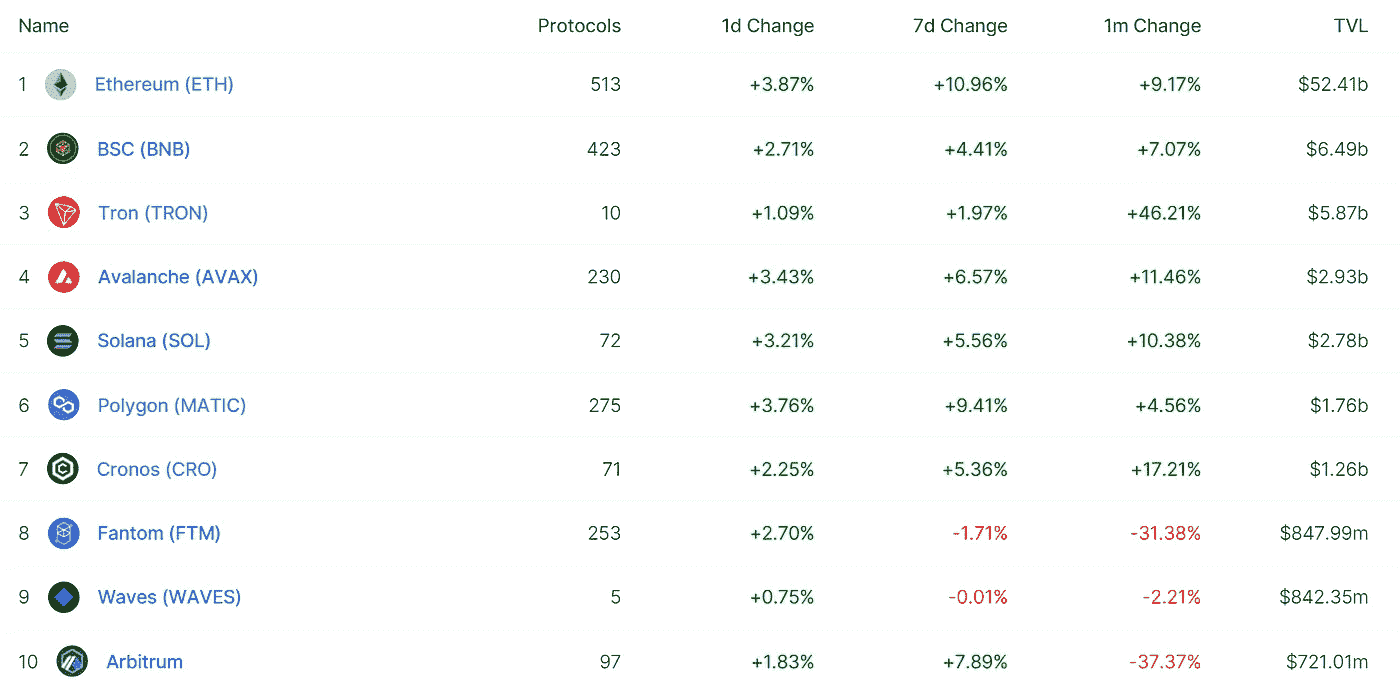 Name Protocols 1d Change 7d Change 1m Change TVL
1 Ethereum (ETH) 513 +3.87% +10.96% +9.17% $52.41b
2 BSC (BNB) 423 +2.71% +4.41% +7.07% $6.49b
3 Tron (TRON) 10 +1.09% +1.97% +46.21% $5.87b
4 Avalanche (AVAX) 230 +3.43% +6.57% +11.46% $2.93b
5 Solana (SOL) 72 +3.21% +5.56% +10.38% $2.78b
6 Polygon (MATIC) 275 +3.76% +9.41% +4.56% $1.76b
7 Cronos (CRO) 71 +2.25% +5.36% +17.21% $1.26b
8 Fantom (FTM) 253 +2.70% -1.71% -31.38% $847.99m
9 Waves (WAVES) 5 +0.75% -0.01% -2.21% $842.35m
10 Arbitrum 97 +1.83% +7.89% -37.37% $721.01m